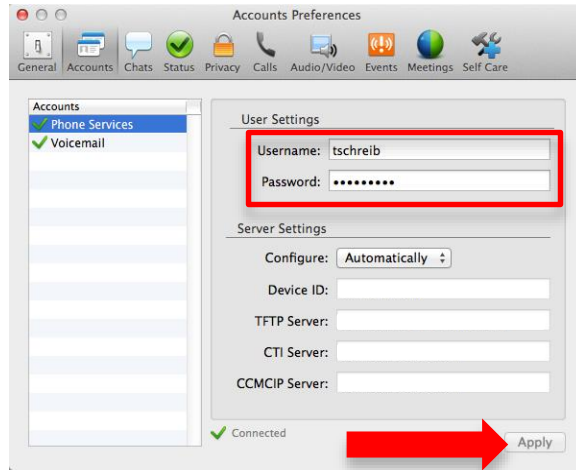 Accounts Preferences
General Accounts Chats Status Privacy Calls Audio/Video Events Meetings Self Care
Accounts
Phone Services
Voicemail
User Settings
Username: tschreib
Password: •••••••••
Server Settings
Configure: Automatically
Device ID:
TFTP Server:
CTI Server:
CCMCIP Server:
Connected
Apply